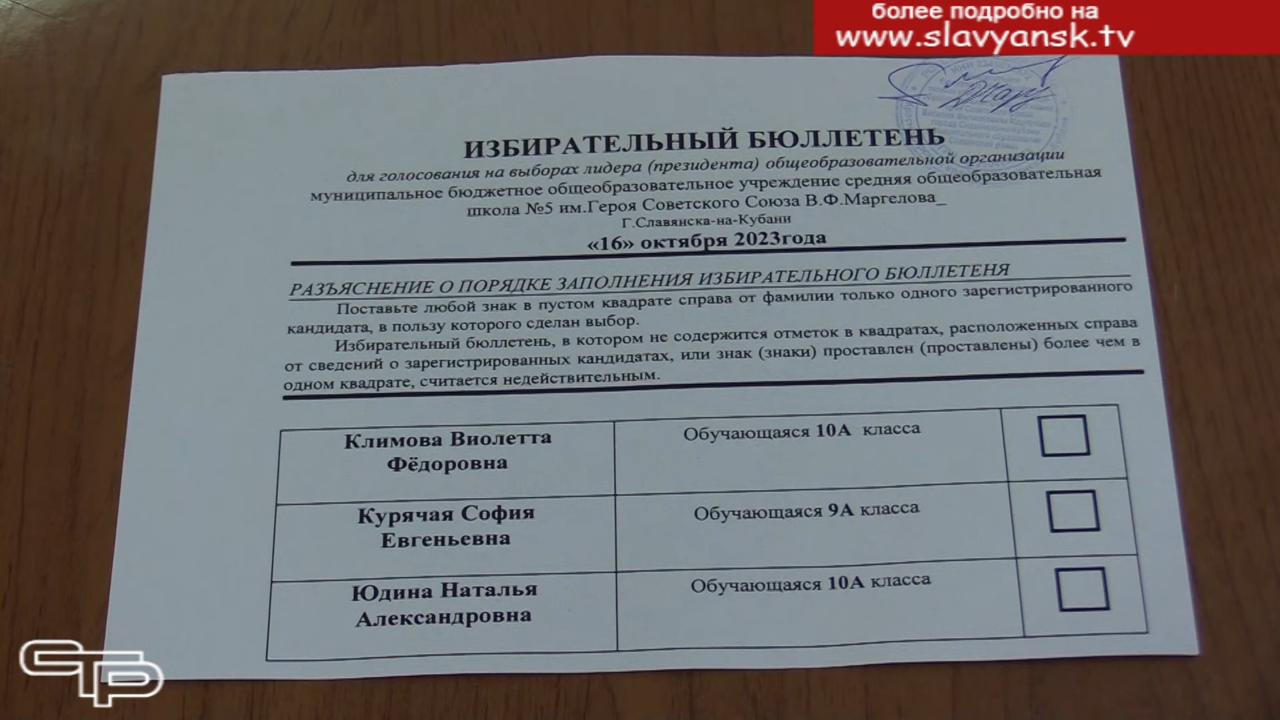 более подробно на
www.slavyansk.tv
ИЗБИРАТЕЛЬНЫЙ БЮЛЛЕТЕНЬ
для голосования на выборах лидера (президента) общеобразовательной организации
муниципальное бюджетное общеобразовательное учреждение средняя общеобразовательная
школа №5 им.Героя Советского Союза В.Ф.Маргелова_
Г.Славянска-на-Кубани
«16» октября 2023года
РАЗЪЯСНЕНИЕ О ПОРЯДКЕ ЗАПОЛНЕНИЯ ИЗБИРАТЕЛЬНОГО БЮЛЛЕТЕНЯ
Поставьте любой знак в пустом квадрате справа от фамилии только одного зарегистрированного
кандидата, в пользу которого сделан выбор.
Избирательный бюллетень, в котором не содержится отметок в квадратах, расположенных справа
от сведений о зарегистрированных кандидатах, или знак (знаки) проставлен (проставлены) более чем в
одном квадрате, считается недействительным.
Климова Виолетта
Фёдоровна
Обучающаяся 10А класса
Курячая София
Евгеньевна
Обучающаяся 9А класса
Юдина Наталья
Александровна
Обучающаяся 10А класса
СТР